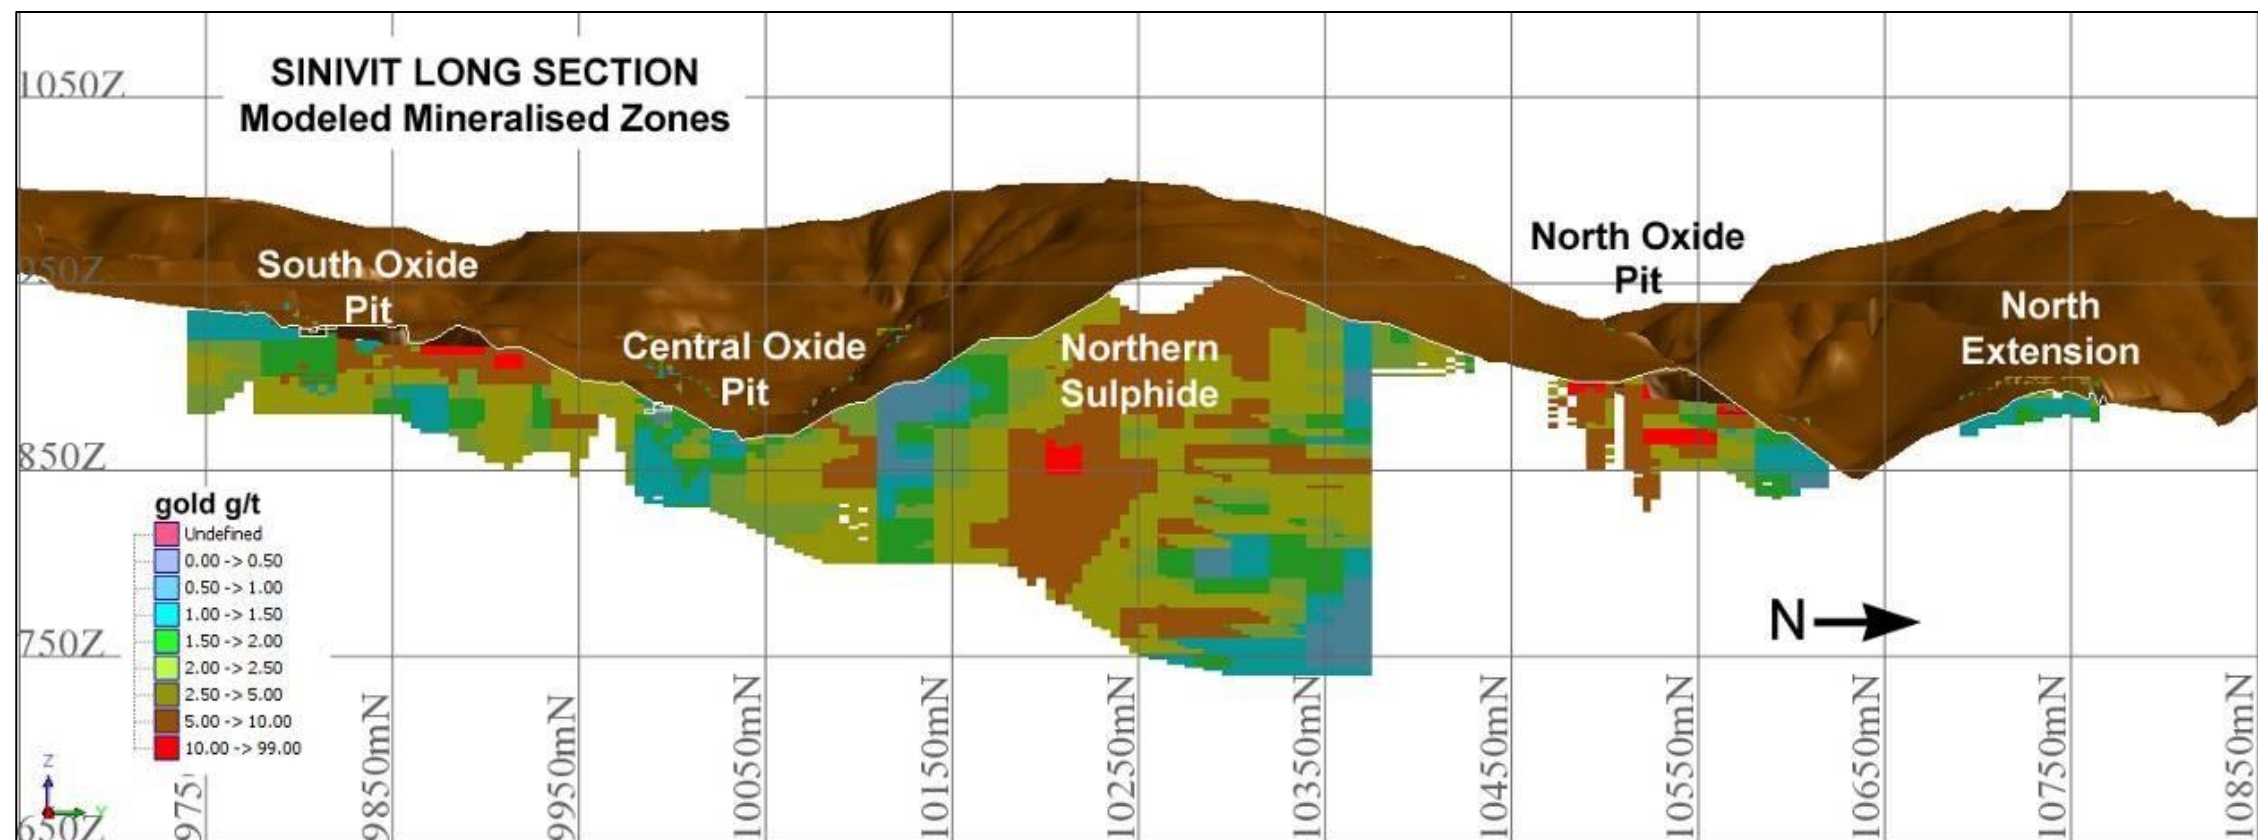 SINIVIT LONG SECTION
Modeled Mineralised Zones
1050Z
950Z
850Z
750Z
650Z
South Oxide
Pit
Central Oxide
Pit
Northern
Sulphide
North Oxide
Pit
North
Extension
gold g/t
Undefined
0.00 -> 0.50
0.50 -> 1.00
1.00 -> 1.50
1.50 -> 2.00
2.00 -> 2.50
2.50 -> 5.00
5.00 -> 10.00
10.00 -> 99.00
N
Z
Y
975
9850mN
9950mN
10050mN
10150mN
10250mN
10350mN
10450mN
10550mN
10650mN
10750mN
10850mN